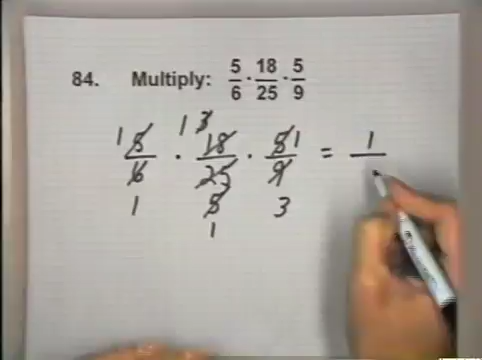 84. Multiply: 5/6 · 18/25 · 5/9
1 3
1 5/6 · 18/25 · 5/9 1 = 1/
1 5 3
1